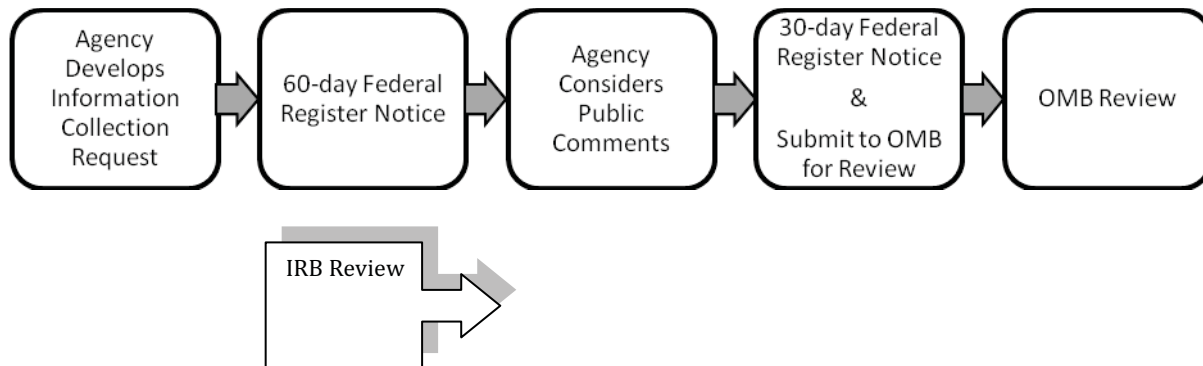 Agency
Develops
Information
Collection
Request
60-day Federal
Register Notice
Agency
Considers
Public
Comments
30-day Federal
Register Notice
&
Submit to OMB
for Review
OMB Review
IRB Review